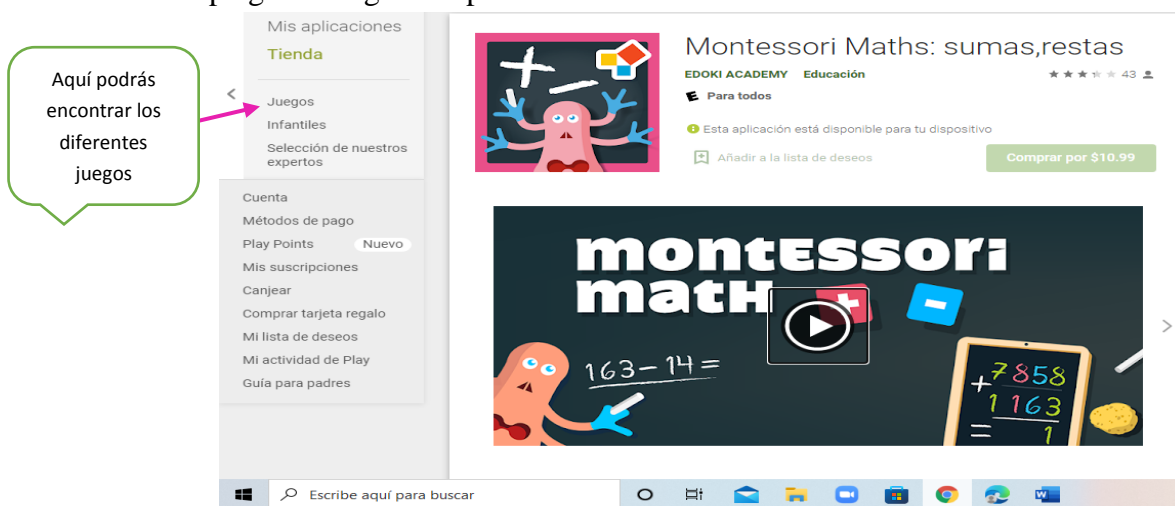 Mis aplicaciones
Tienda
Juegos
Infantiles
Selección de nuestros
expertos
Cuenta
Métodos de pago
Play Points Nuevo
Mis suscripciones
Canjear
Comprar tarjeta regalo
Mi lista de deseos
Mi actividad de Play
Guía para padres
Aquí podrás
encontrar los
diferentes
juegos
Montessori Maths: sumas,restas
EDOKI ACADEMY Educación 43
E Para todos
Esta aplicación está disponible para tu dispositivo
Añadir a la lista de deseos
Comprar por $10.99
montessori
math + -
163-14=
7858
+1163
= 1
Escribe aquí para buscar